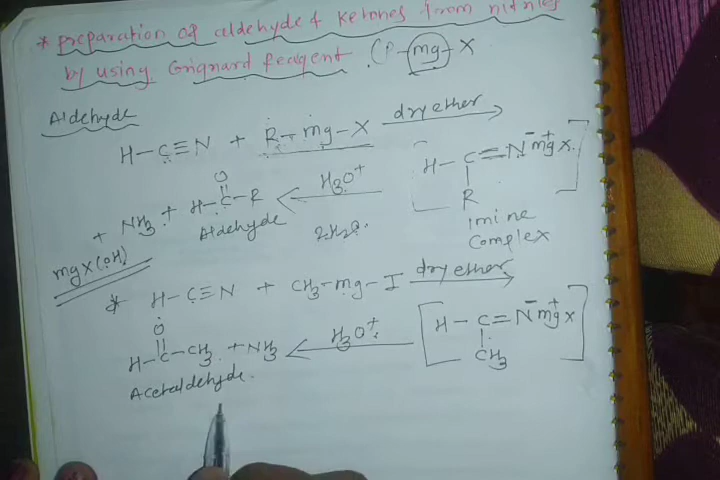 * preparation of aldehyde & ketones from nitriles
by using Grignard reagent . (R-mg-X
Aldehyde
H-C≡N + R-mg-X dry ether
[H-C=N⁻mg⁺x.]
R
imine
complex
H3O+
2H2O.
O
H-C-R
Aldehyde
+ NH3 +
+ mgx(OH)
* H-C≡N + CH3-mg-I dry ether
[H-C=N⁻mg⁺x]
CH3
H3O+
O
H-C-CH3. + NH3
Acetaldehyde.